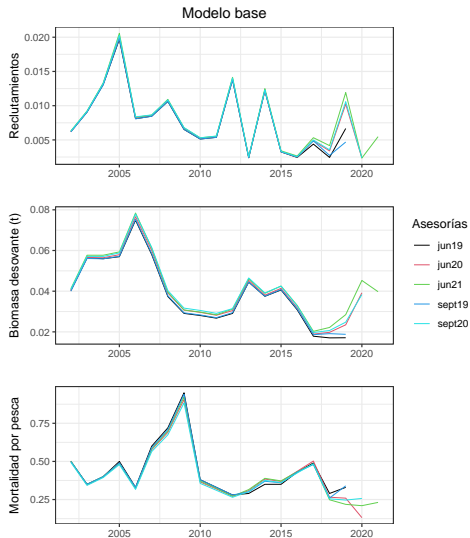 Modelo base
Reclutamientos
0.020
0.015
0.010
0.005
2005
2010
2015
2020
Biomasa desovante (t)
0.08
0.06
0.04
0.02
2005
2010
2015
2020
Asesorías
jun19
jun20
jun21
sept19
sept20
Mortalidad por pesca
0.75
0.50
0.25
2005
2010
2015
2020